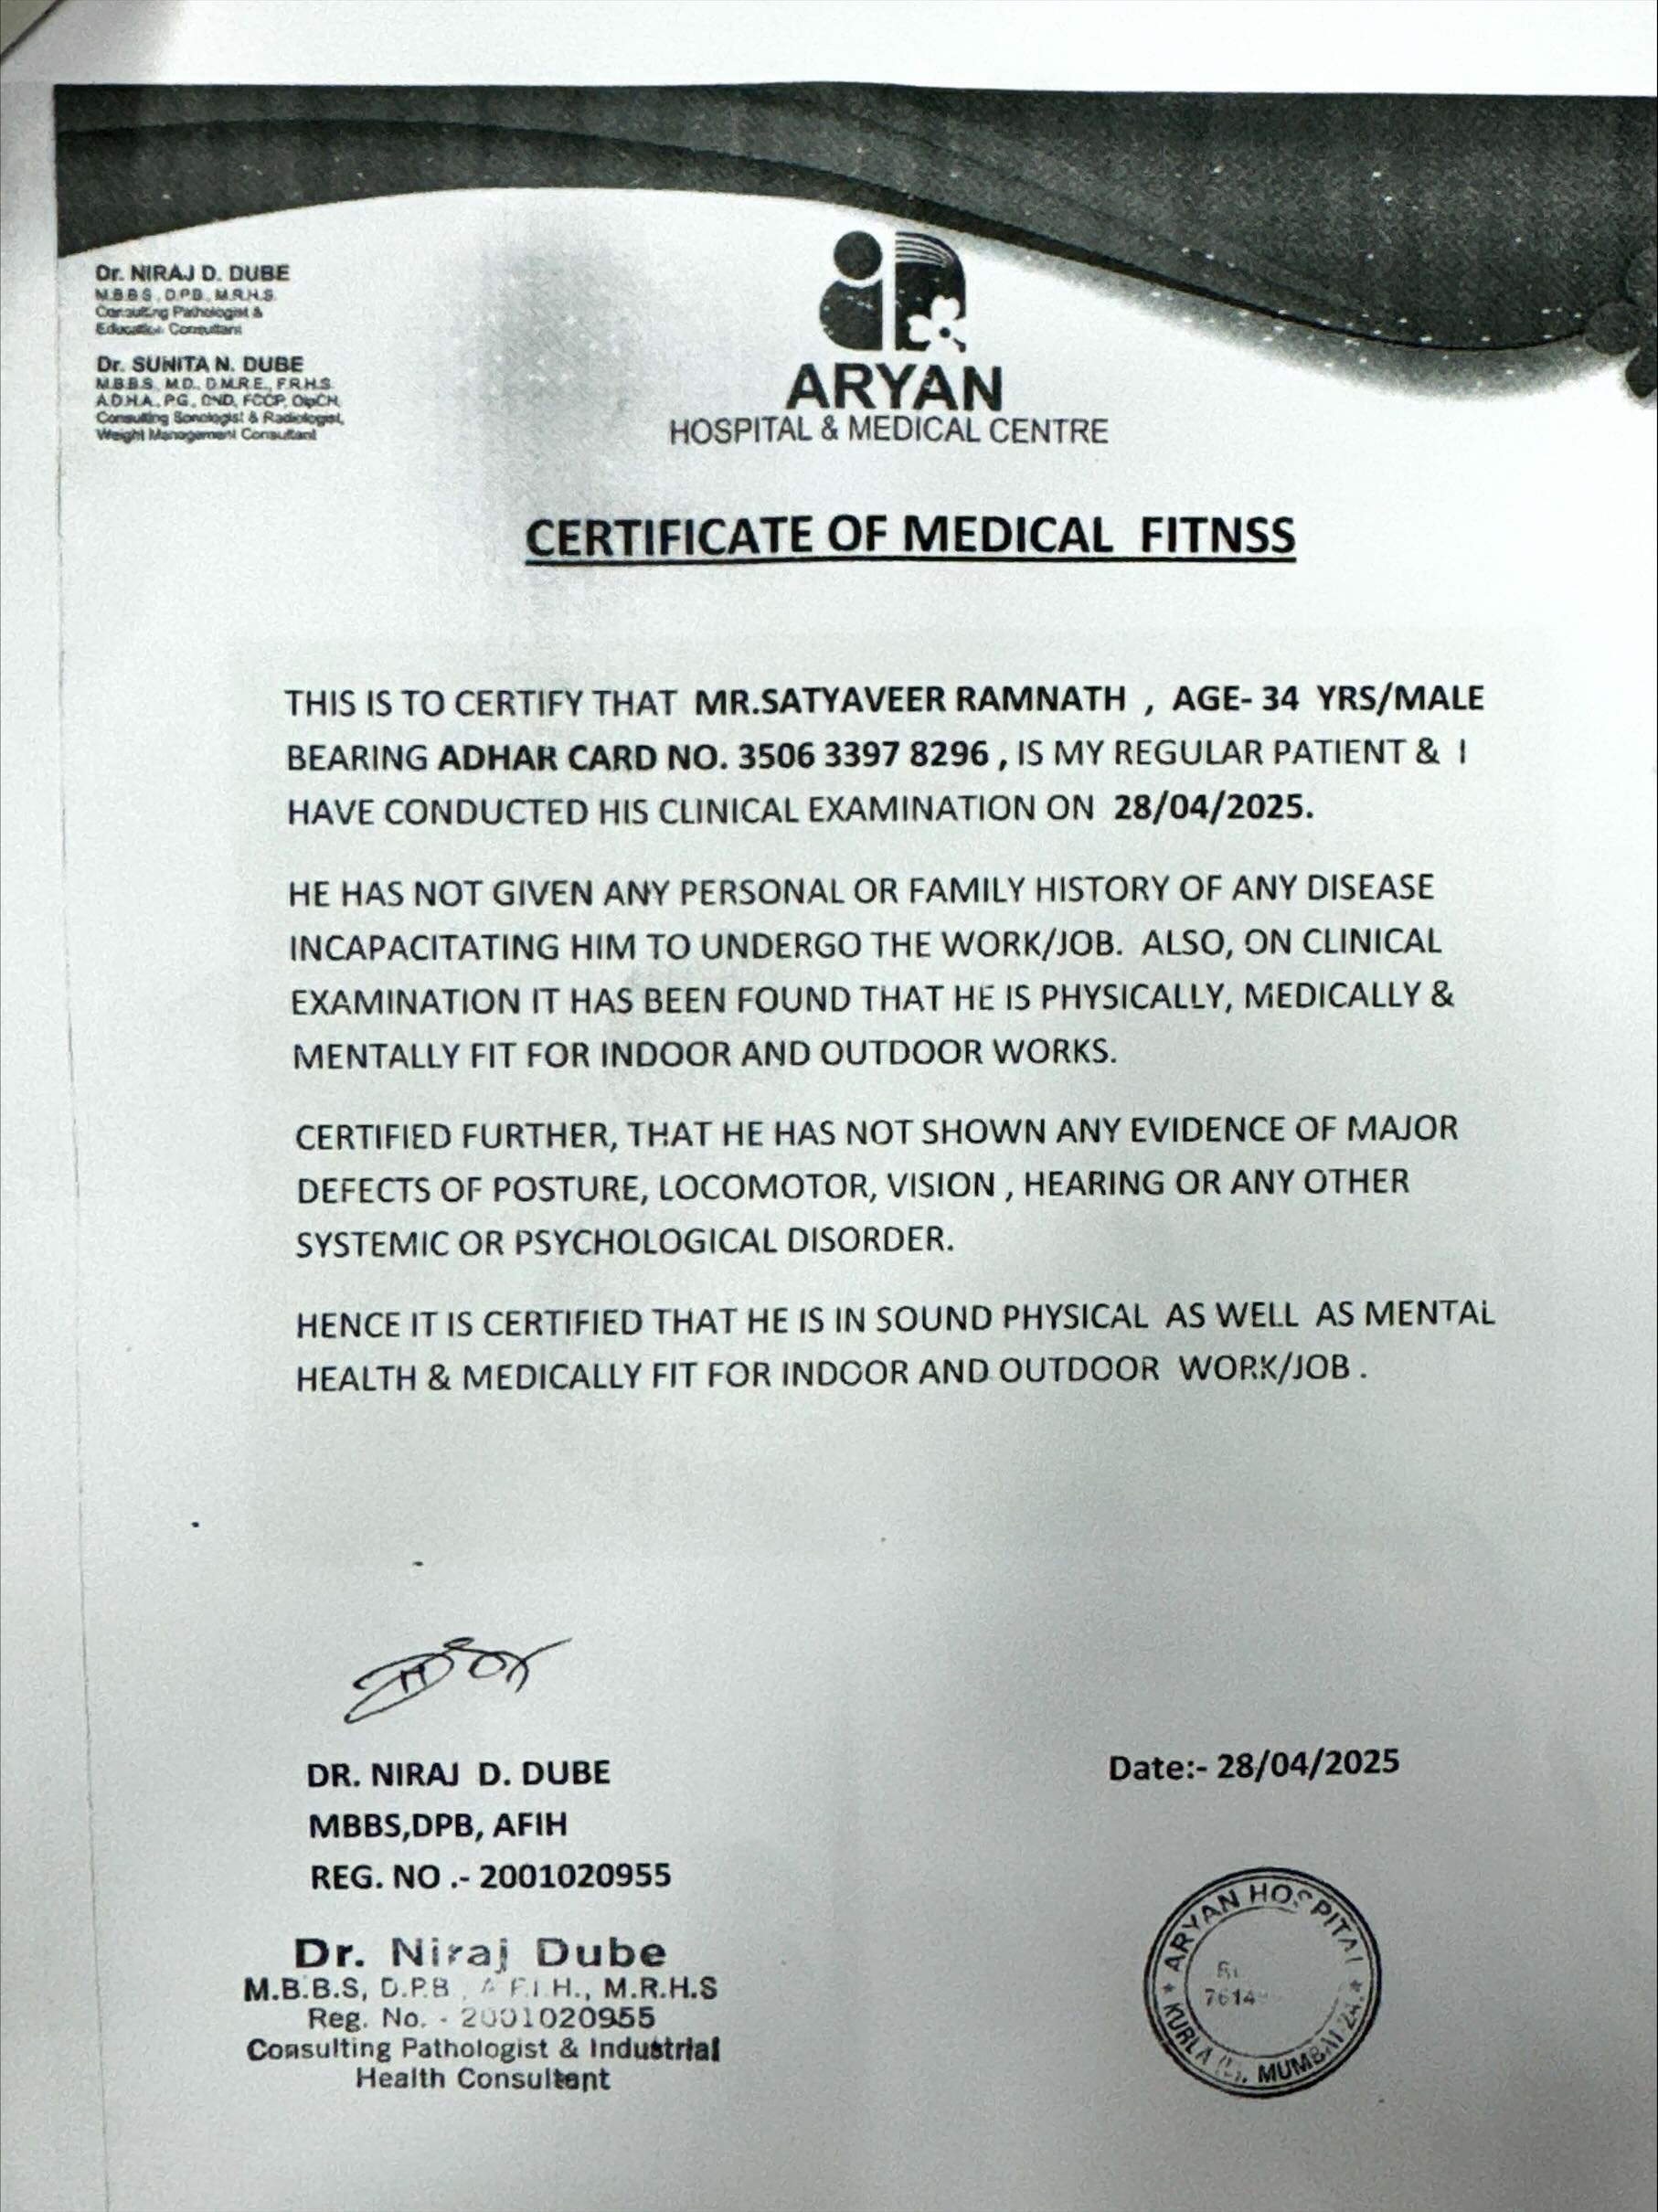 Dr. NIRAJ D. DUBE
M.B.B.S., D.P.B., M.R.H.S.
Consulting Pathologist &
Education Consultant
Dr. SUNITA N. DUBE
M.B.B.S. M.D., D.M.R.E., F.R.H.S.
A.D.H.A., P.G., FCCP,
Consulting Sonologist & Radiologist,
Weight Management Consultant
ARYAN
HOSPITAL & MEDICAL CENTRE
CERTIFICATE OF MEDICAL FITNSS
THIS IS TO CERTIFY THAT MR.SATYAVEER RAMNATH , AGE- 34 YRS/MALE
BEARING ADHAR CARD NO. 3506 3397 8296 , IS MY REGULAR PATIENT & I
HAVE CONDUCTED HIS CLINICAL EXAMINATION ON 28/04/2025.
HE HAS NOT GIVEN ANY PERSONAL OR FAMILY HISTORY OF ANY DISEASE
INCAPACITATING HIM TO UNDERGO THE WORK/JOB. ALSO, ON CLINICAL
EXAMINATION IT HAS BEEN FOUND THAT HE IS PHYSICALLY, MEDICALLY &
MENTALLY FIT FOR INDOOR AND OUTDOOR WORKS.
CERTIFIED FURTHER, THAT HE HAS NOT SHOWN ANY EVIDENCE OF MAJOR
DEFECTS OF POSTURE, LOCOMOTOR, VISION , HEARING OR ANY OTHER
SYSTEMIC OR PSYCHOLOGICAL DISORDER.
HENCE IT IS CERTIFIED THAT HE IS IN SOUND PHYSICAL AS WELL AS MENTAL
HEALTH & MEDICALLY FIT FOR INDOOR AND OUTDOOR WORK/JOB .
DR. NIRAJ D. DUBE
MBBS,DPB, AFIH
REG. NO .- 2001020955
Date:- 28/04/2025
Dr. Niraj Dube
M.B.B.S, D.P.B , A.F.I.H., M.R.H.S
Reg. No. - 2001020955
Consulting Pathologist & Industrial
Health Consultant
ARYAN HOSPITAL
KURLA MUMBAI